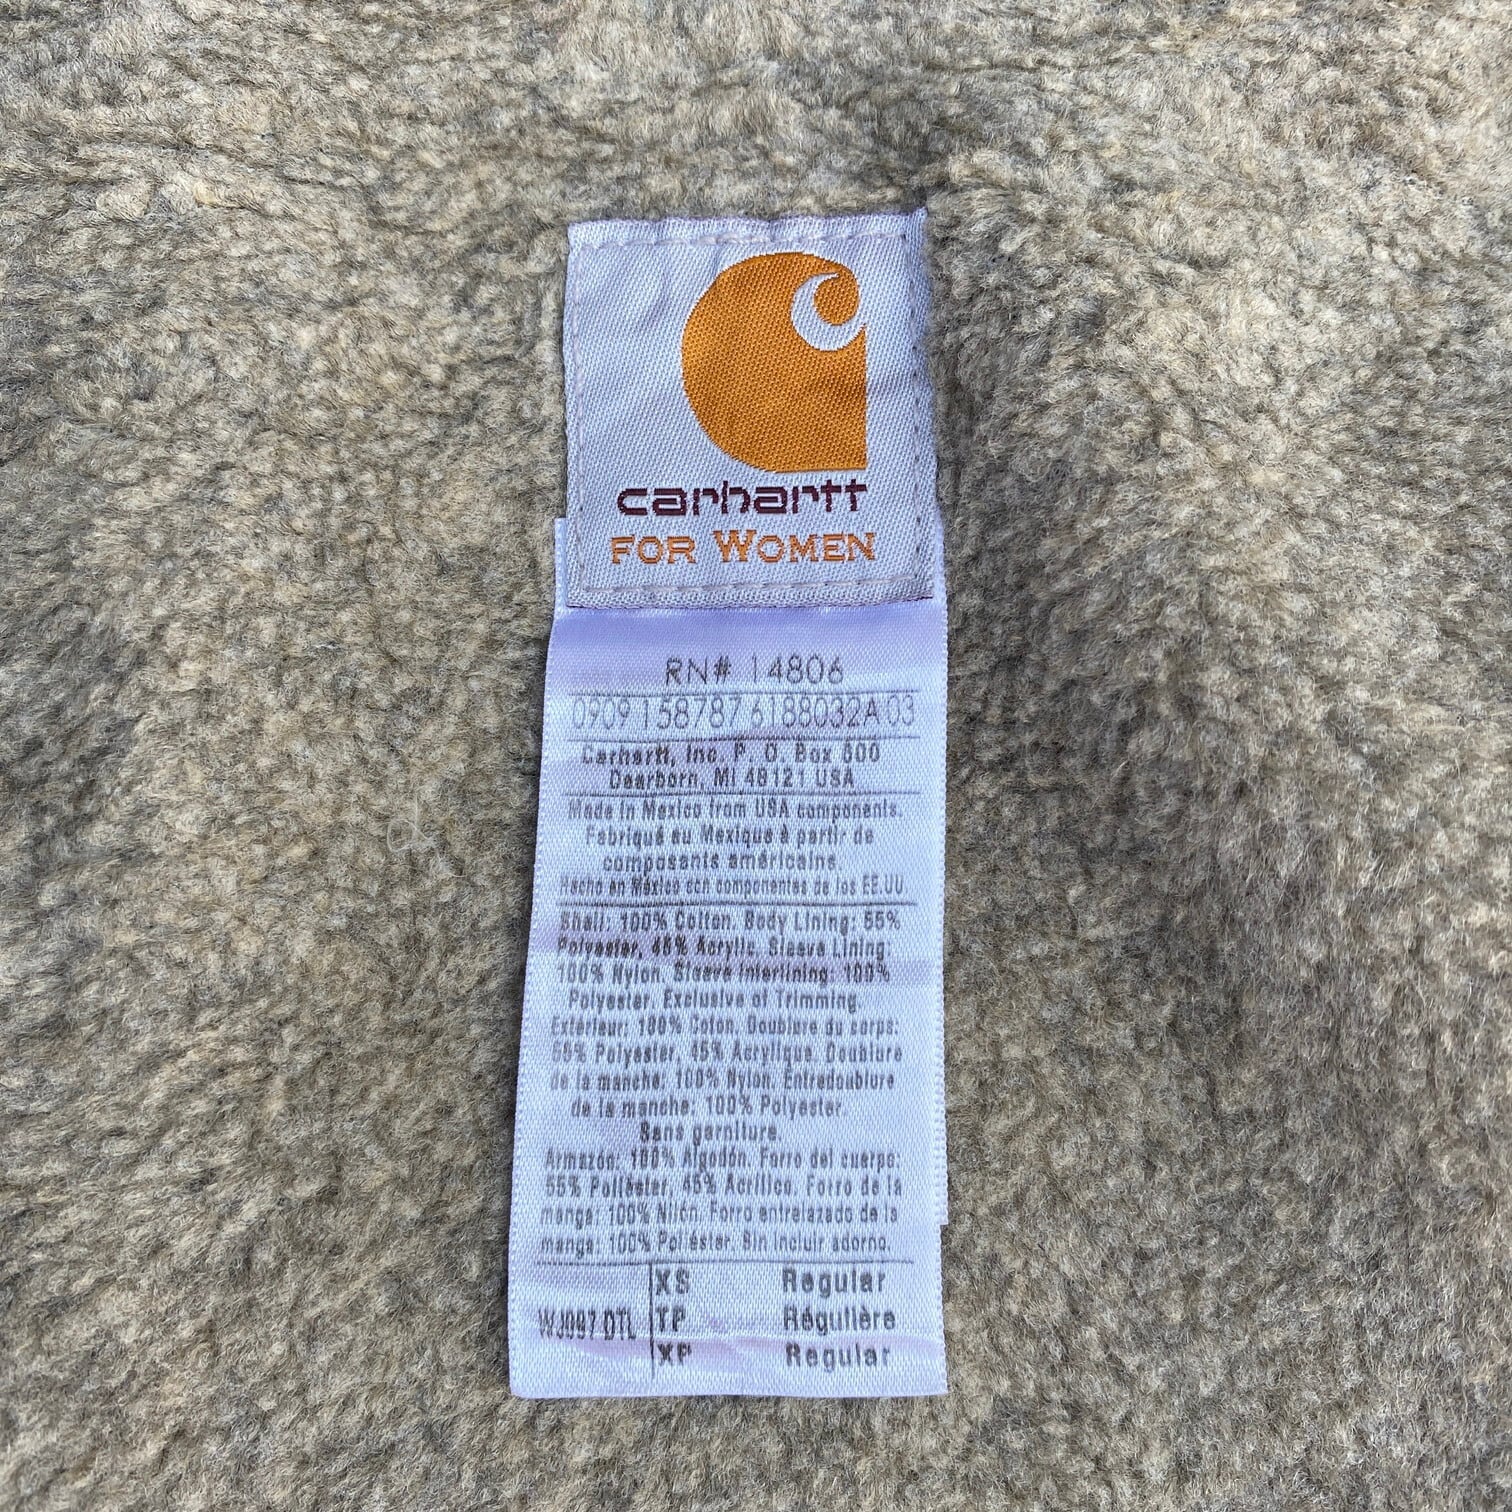 carhartt
FOR WOMEN
RN# 14806
0909 158787 6188032A 03
Carhartt, Inc. P. O. Box 600
Dearborn, MI 48121 USA
Made in Mexico from USA components.
Fabriqué au Mexique à partir de
composants américaine.
Hecho en México con componentes de los EE.UU.
Shell: 100% Cotton. Body Lining: 55%
Polyester, 45% Acrylic. Sleeve Lining:
100% Nylon. Sleeve Interlining: 100%
Polyester. Exclusive of Trimming.
Extérieur: 100% Coton. Doublure du corps:
55% Polyester, 45% Acrylique. Doublure
de la manche: 100% Nylon. Entredoublure
de la manche: 100% Polyester.
Sans garniture.
Armazón: 100% Algodón. Forro del cuerpo:
55% Poliéster, 45% Acrílico. Forro de la
manga: 100% Nilón. Forro entrelazado de la
manga: 100% Poliéster. Sin incluir adorno.
XS Regular
WJ097 DTL TP Régulière
XP Regular